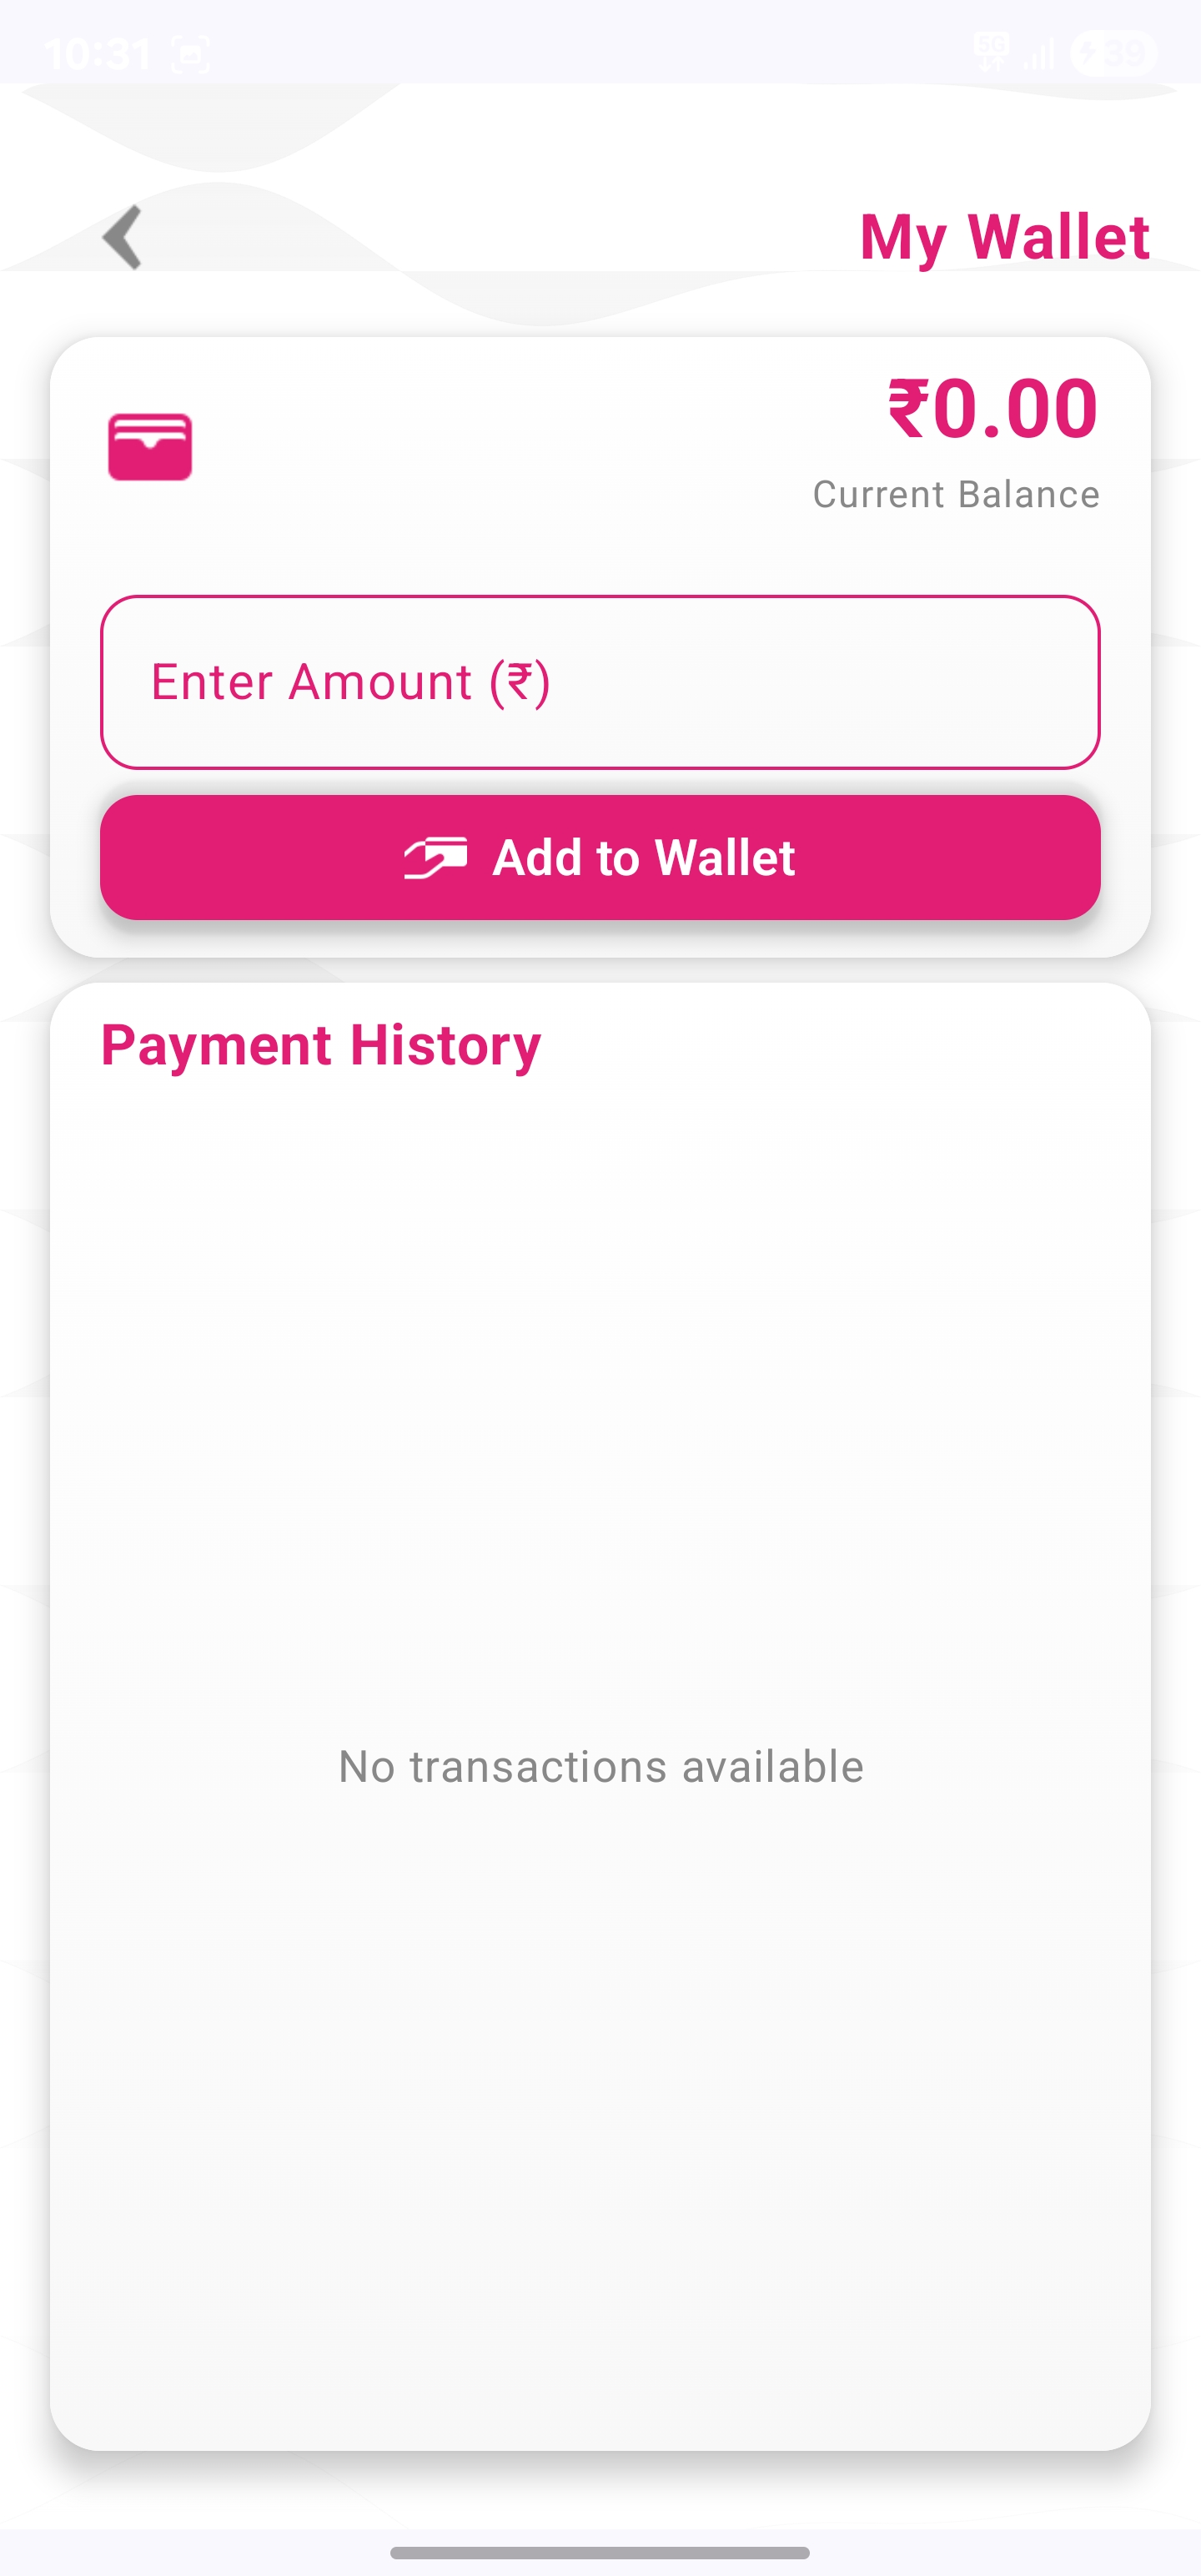 10:31 5G 39
My Wallet
₹0.00
Current Balance
Enter Amount (₹)
Add to Wallet
Payment History
No transactions available